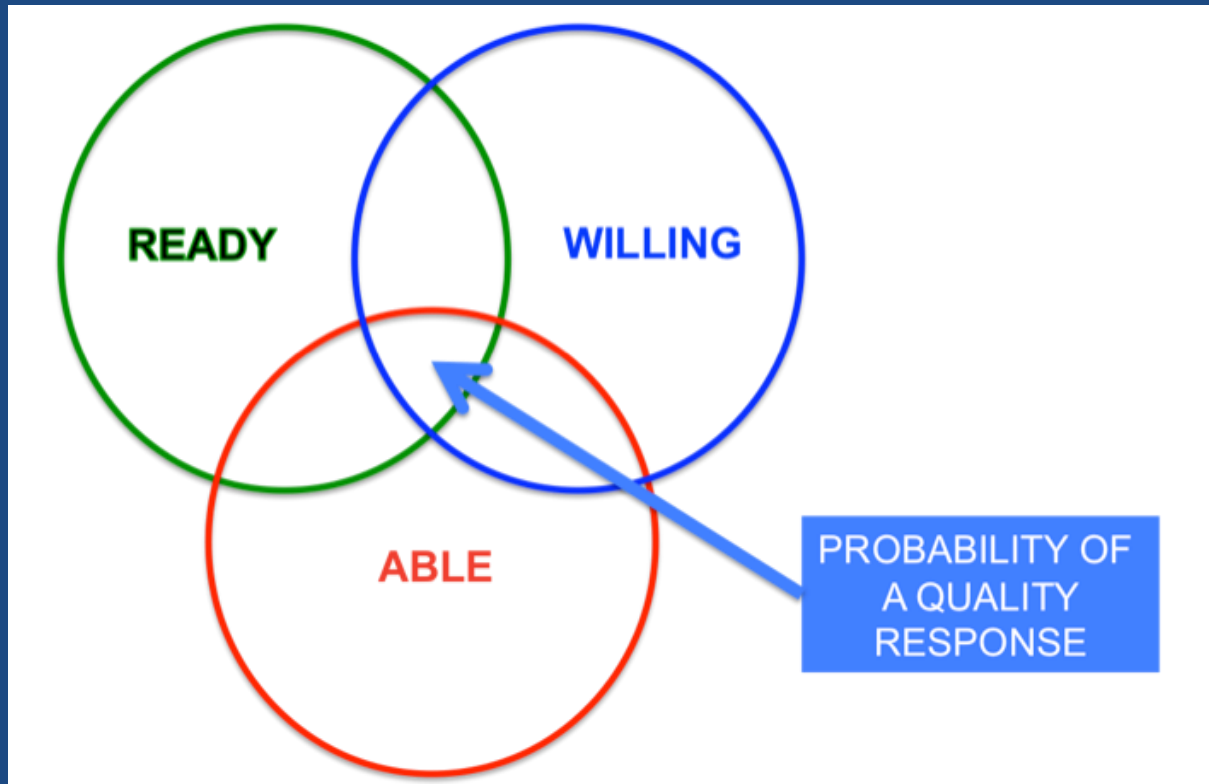 READY
WILLING
ABLE
PROBABILITY OF
A QUALITY
RESPONSE